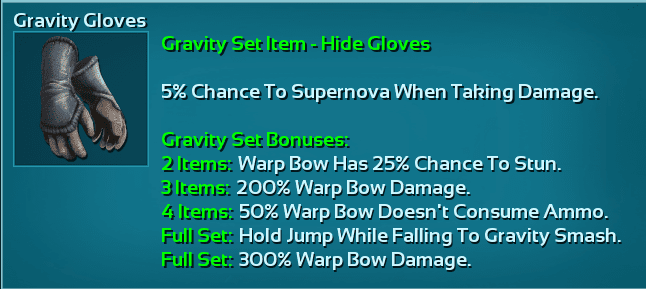 Gravity Gloves
Gravity Set Item - Hide Gloves
5% Chance To Supernova When Taking Damage.
Gravity Set Bonuses:
2 Items: Warp Bow Has 25% Chance To Stun.
3 Items: 200% Warp Bow Damage.
4 Items: 50% Warp Bow Doesn't Consume Ammo.
Full Set: Hold Jump While Falling To Gravity Smash.
Full Set: 300% Warp Bow Damage.